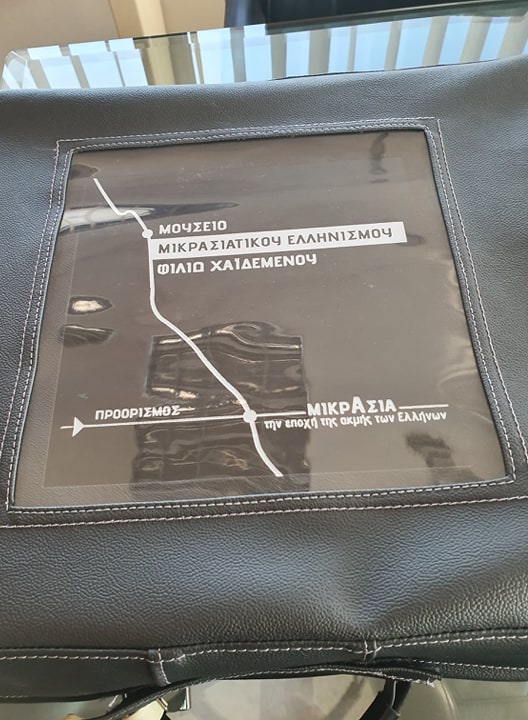 ΜΟΥΣΕΙΟ
ΜΙΚΡΑΣΙΑΤΙΚΟΥ ΕΛΛΗΝΙΣΜΟΥ
ΦΙΛΙΩ ΧΑΪΔΕΜΕΝΟΥ
ΠΡΟΟΡΙΣΜΟΣ
ΜΙΚΡΑΣΙΑ
την εποχή της ακμής των Ελλήνων